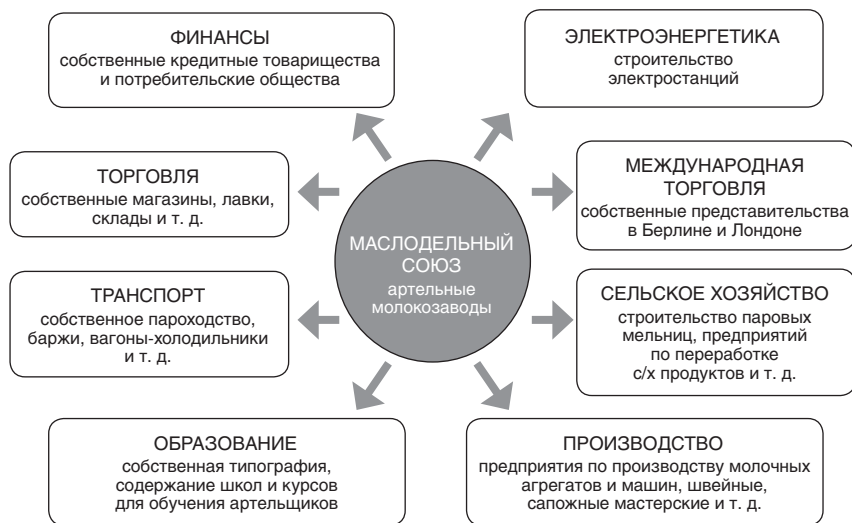 ФИНАНСЫ
собственные кредитные товарищества
и потребительские общества
ЭЛЕКТРОЭНЕРГЕТИКА
строительство
электростанций
ТОРГОВЛЯ
собственные магазины, лавки,
склады и т. д.
МЕЖДУНАРОДНАЯ
ТОРГОВЛЯ
собственные представительства
в Берлине и Лондоне
МАСЛОДЕЛЬНЫЙ
СОЮЗ
артельные
молокозаводы
ТРАНСПОРТ
собственное пароходство,
баржи, вагоны-холодильники
и т. д.
СЕЛЬСКОЕ ХОЗЯЙСТВО
строительство паровых
мельниц, предприятий
по переработке
с/х продуктов и т. д.
ОБРАЗОВАНИЕ
собственная типография,
содержание школ и курсов
для обучения артельщиков
ПРОИЗВОДСТВО
предприятия по производству молочных
агрегатов и машин, швейные,
сапожные мастерские и т. д.